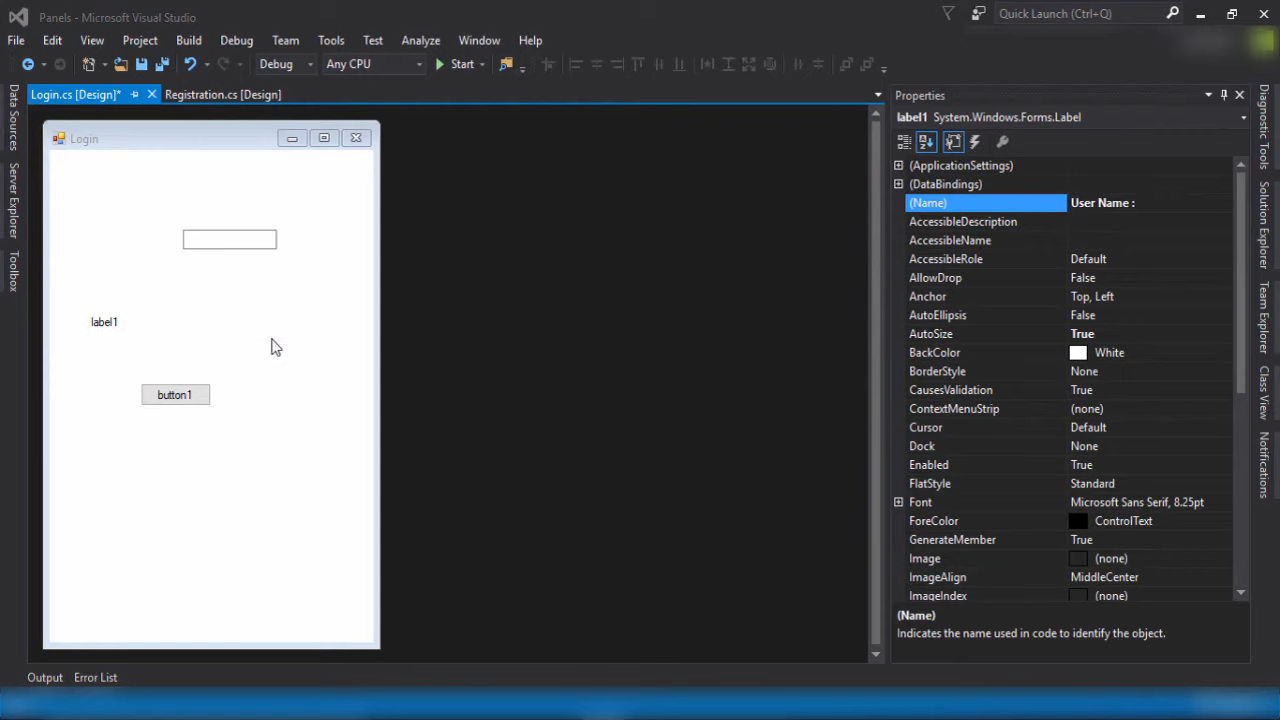 Panels - Microsoft Visual Studio
Quick Launch (Ctrl+Q)
File Edit View Project Build Debug Team Tools Test Analyze Window Help
Debug Any CPU Start
Data Sources
Server Explorer
Toolbox
Login.cs [Design]* Registration.cs [Design]
Login
label1
button1
Properties
label1 System.Windows.Forms.Label
(ApplicationSettings)
(DataBindings)
(Name) User Name :
AccessibleDescription
AccessibleName
AccessibleRole Default
AllowDrop False
Anchor Top, Left
AutoEllipsis False
AutoSize True
BackColor White
BorderStyle None
CausesValidation True
ContextMenuStrip (none)
Cursor Default
Dock None
Enabled True
FlatStyle Standard
Font Microsoft Sans Serif, 8.25pt
ForeColor ControlText
GenerateMember True
Image (none)
ImageAlign MiddleCenter
ImageIndex (none)
(Name)
Indicates the name used in code to identify the object.
Diagnostic Tools
Solution Explorer
Team Explorer
Class View
Notifications
Output Error List